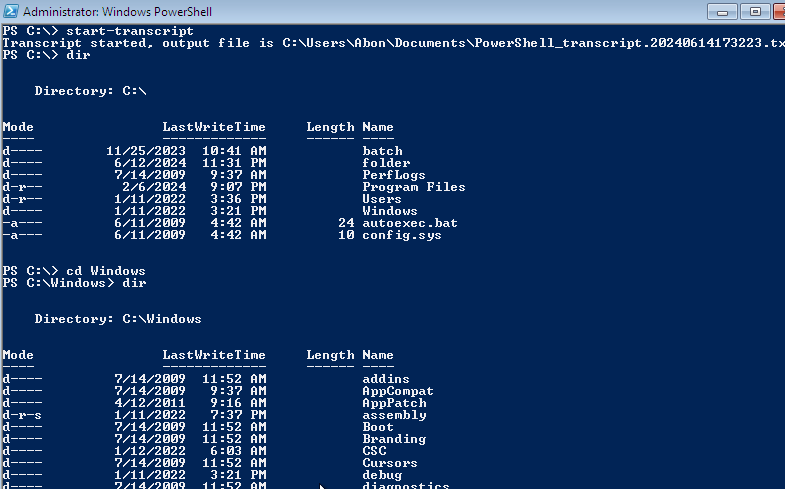 Administrator: Windows PowerShell
PS C:\> start-transcript
Transcript started, output file is C:\Users\Abon\Documents\PowerShell_transcript.20240614173223.tx
PS C:\> dir
Directory: C:\
Mode LastWriteTime Length Name
---- ------------- ------ ----
d---- 11/25/2023 10:41 AM batch
d---- 6/12/2024 11:31 PM folder
d---- 7/14/2009 9:37 AM PerfLogs
d-r-- 2/6/2024 9:07 PM Program Files
d-r-- 1/11/2022 3:36 PM Users
d---- 1/11/2022 3:21 PM Windows
-a--- 6/11/2009 4:42 AM 24 autoexec.bat
-a--- 6/11/2009 4:42 AM 10 config.sys
PS C:\> cd Windows
PS C:\Windows> dir
Directory: C:\Windows
Mode LastWriteTime Length Name
---- ------------- ------ ----
d---- 7/14/2009 11:52 AM addins
d---- 7/14/2009 9:37 AM AppCompat
d---- 4/12/2011 9:16 AM AppPatch
d-r-s 1/11/2022 7:37 PM assembly
d---- 7/14/2009 11:52 AM Boot
d---- 7/14/2009 11:52 AM Branding
d---- 1/12/2022 6:03 AM CSC
d---- 7/14/2009 11:52 AM Cursors
d---- 1/11/2022 3:21 PM debug
d---- 7/14/2009 11:52 AM diagnostics